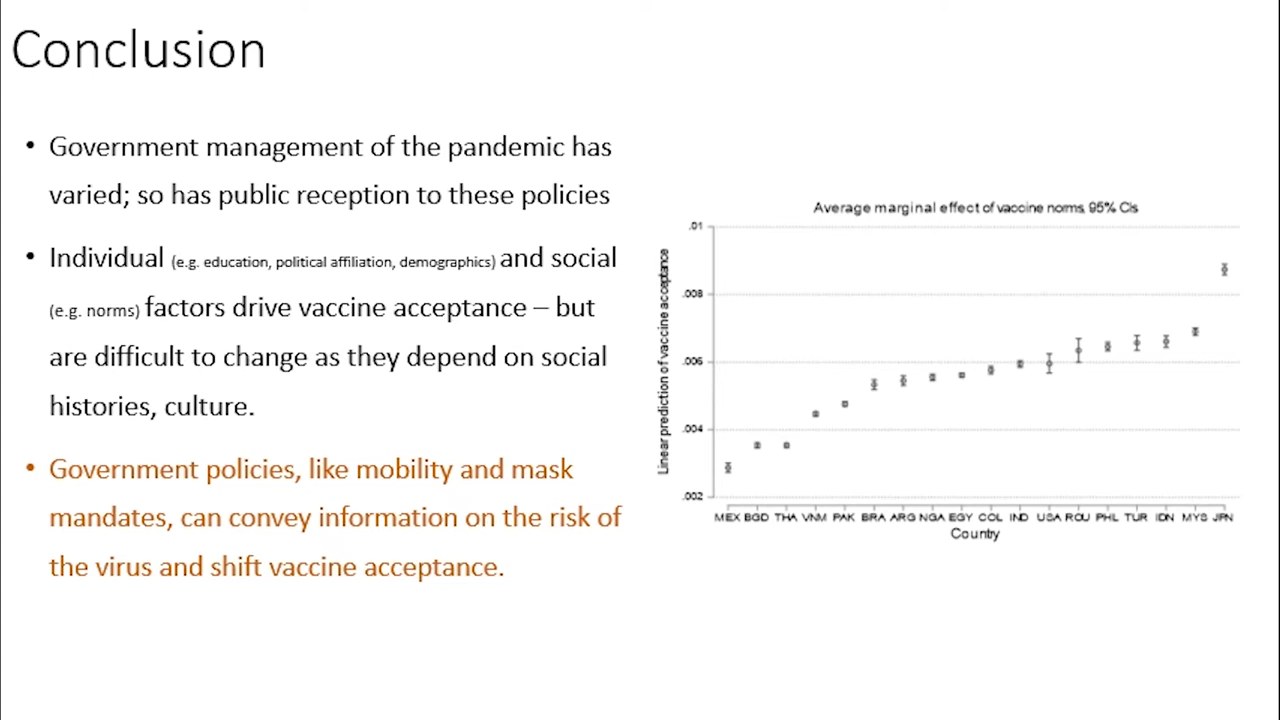 Conclusion
• Government management of the pandemic has
varied; so has public reception to these policies
• Individual (e.g. education, political affiliation, demographics) and social
(e.g. norms) factors drive vaccine acceptance – but
are difficult to change as they depend on social
histories, culture.
• Government policies, like mobility and mask
mandates, can convey information on the risk of
the virus and shift vaccine acceptance.
Average marginal effect of vaccine norms, 95% CIs
Linear prediction of vaccine acceptance
.01
.008
.006
.004
.002
MEX BGD THA VNM PAK BRA ARG NGA EGY COL IND USA ROU PHL TUR IDN MYS JPN
Country